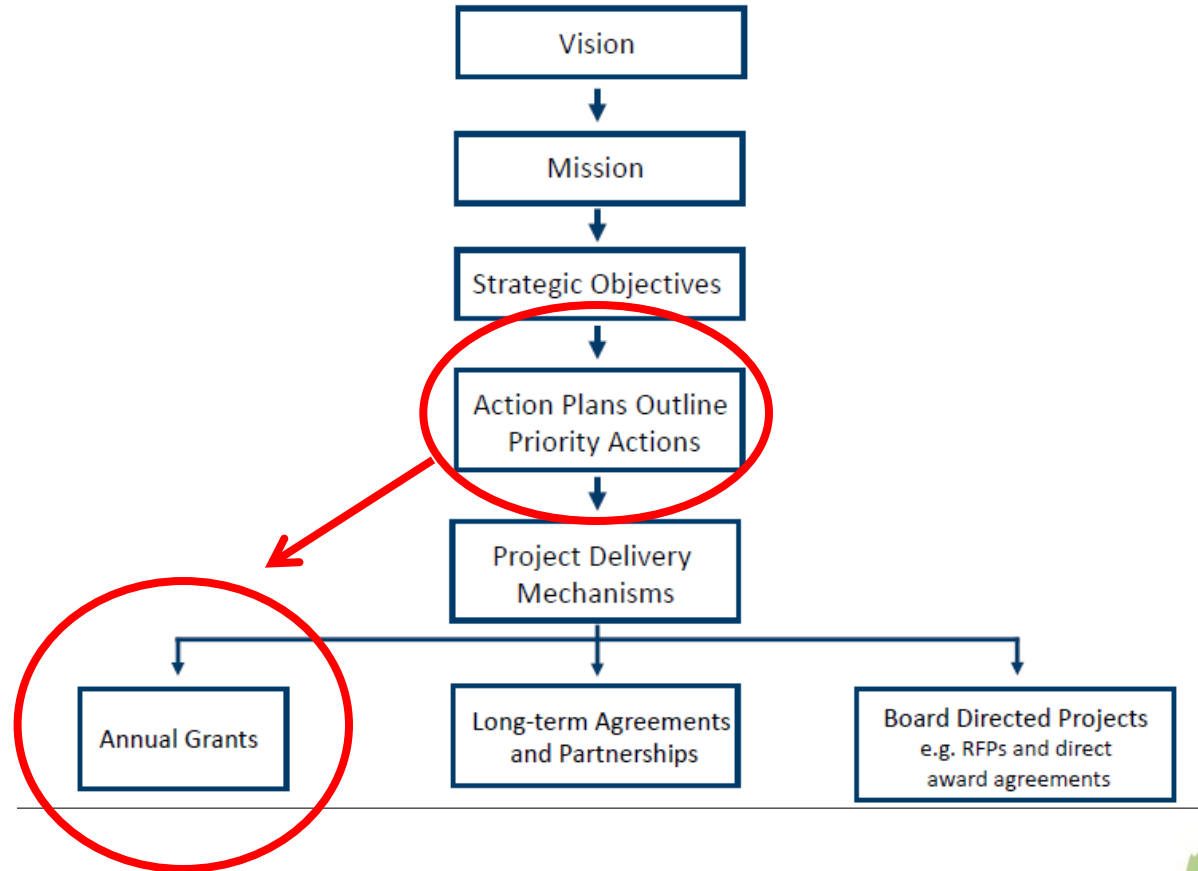 Vision
Mission
Strategic Objectives
Action Plans Outline
Priority Actions
Project Delivery
Mechanisms
Annual Grants
Long-term Agreements
and Partnerships
Board Directed Projects
e.g. RFPs and direct
award agreements